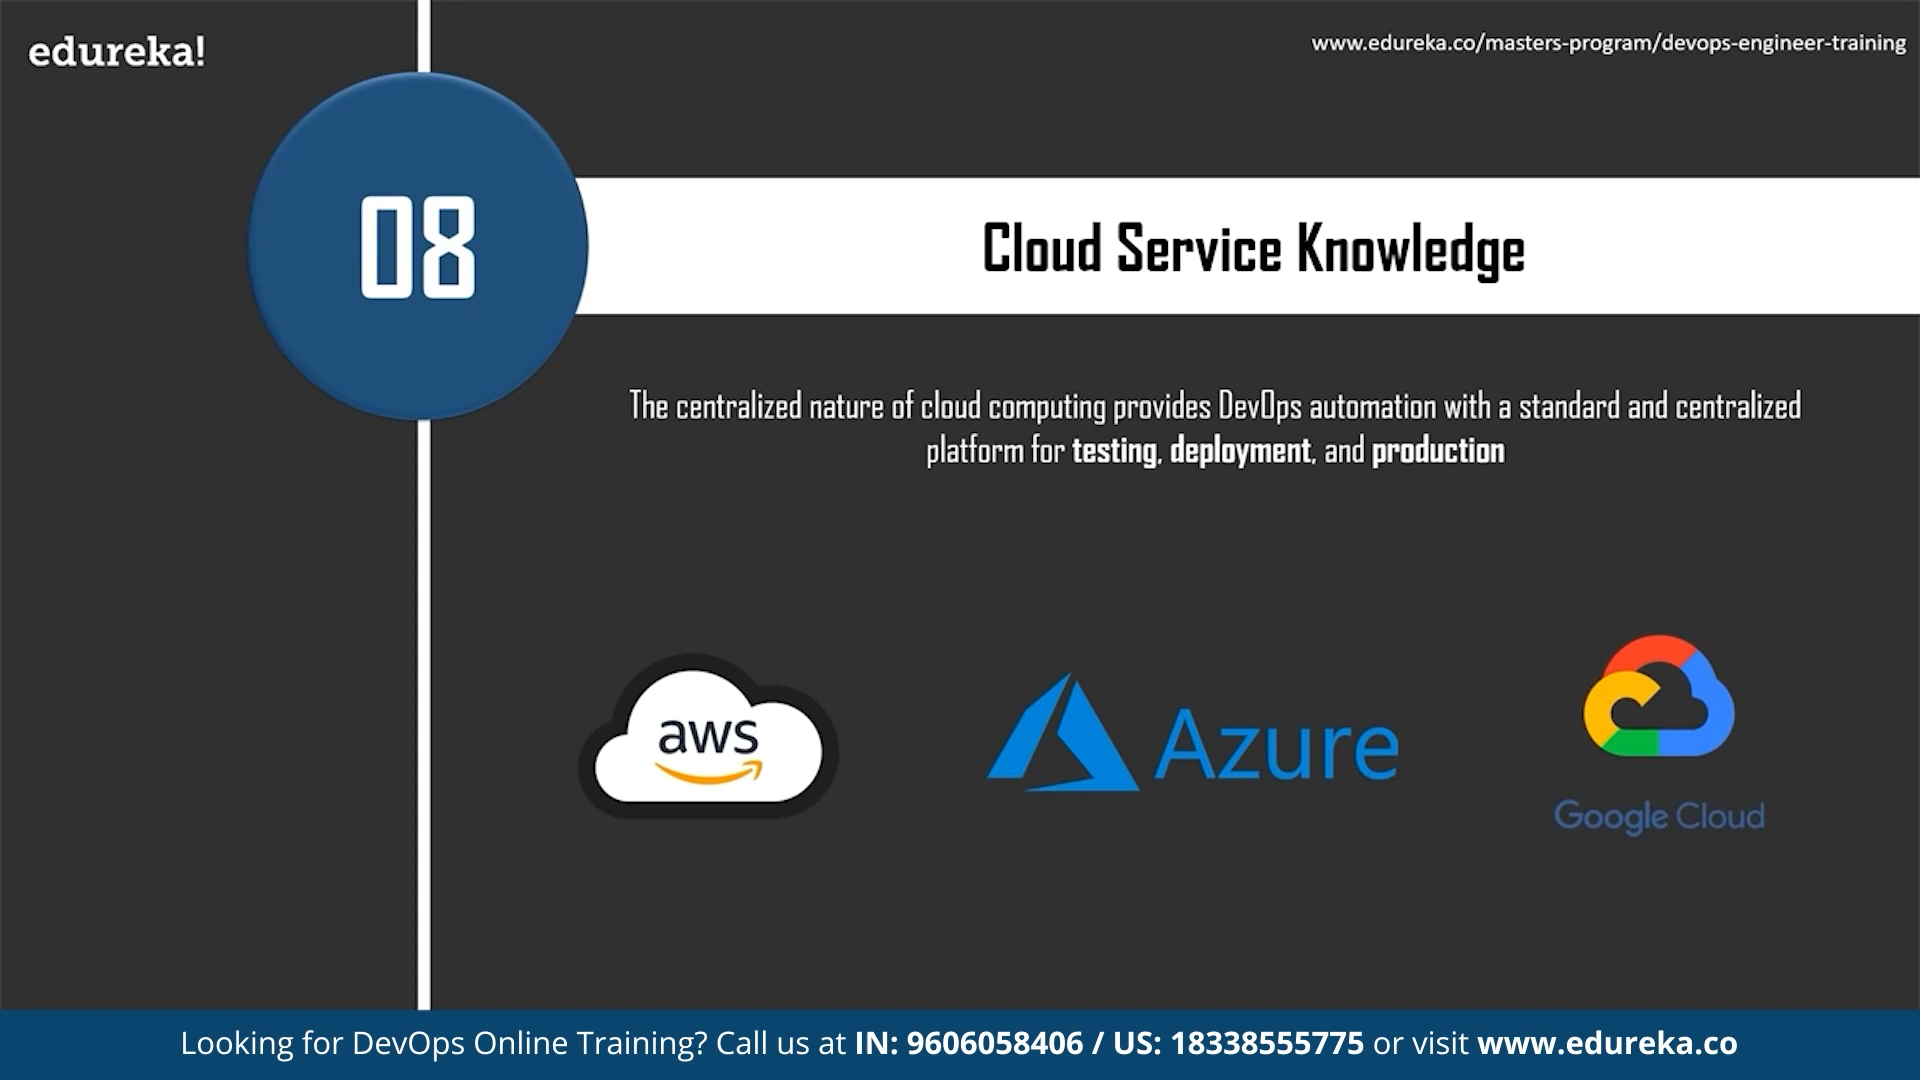 edureka!
www.edureka.co/masters-program/devops-engineer-training
08
Cloud Service Knowledge
The centralized nature of cloud computing provides DevOps automation with a standard and centralized
platform for testing, deployment, and production
aws
Azure
Google Cloud
Looking for DevOps Online Training? Call us at IN: 9606058406 / US: 18338555775 or visit www.edureka.co